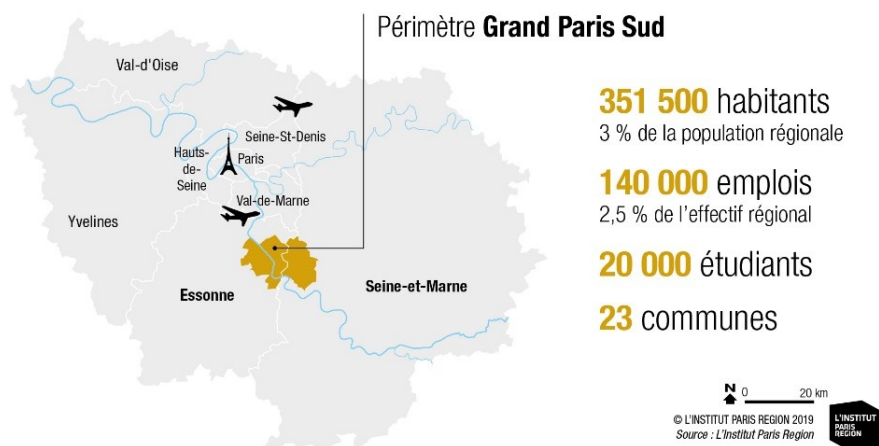 Périmètre Grand Paris Sud
Val-d'Oise
Seine-St-Denis
Hauts-
de-
Seine
Paris
Val-de-Marne
Yvelines
Essonne
Seine-et-Marne
351 500 habitants
3 % de la population régionale
140 000 emplois
2,5 % de l'effectif régional
20 000 étudiants
23 communes
N 0 20 km
© L'INSTITUT PARIS REGION 2019
Source : L'Institut Paris Region
L'INSTITUT
PARIS
REGION